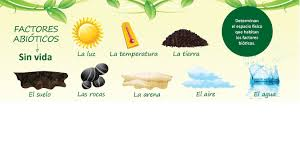 FACTORES
ABIÓTICOS
Sin vida
La luz
La temperatura
La tierra
Determinan
el espacio físico
que habitan
los factores
bióticos.
El suelo
Las rocas
La arena
El aire
El agua